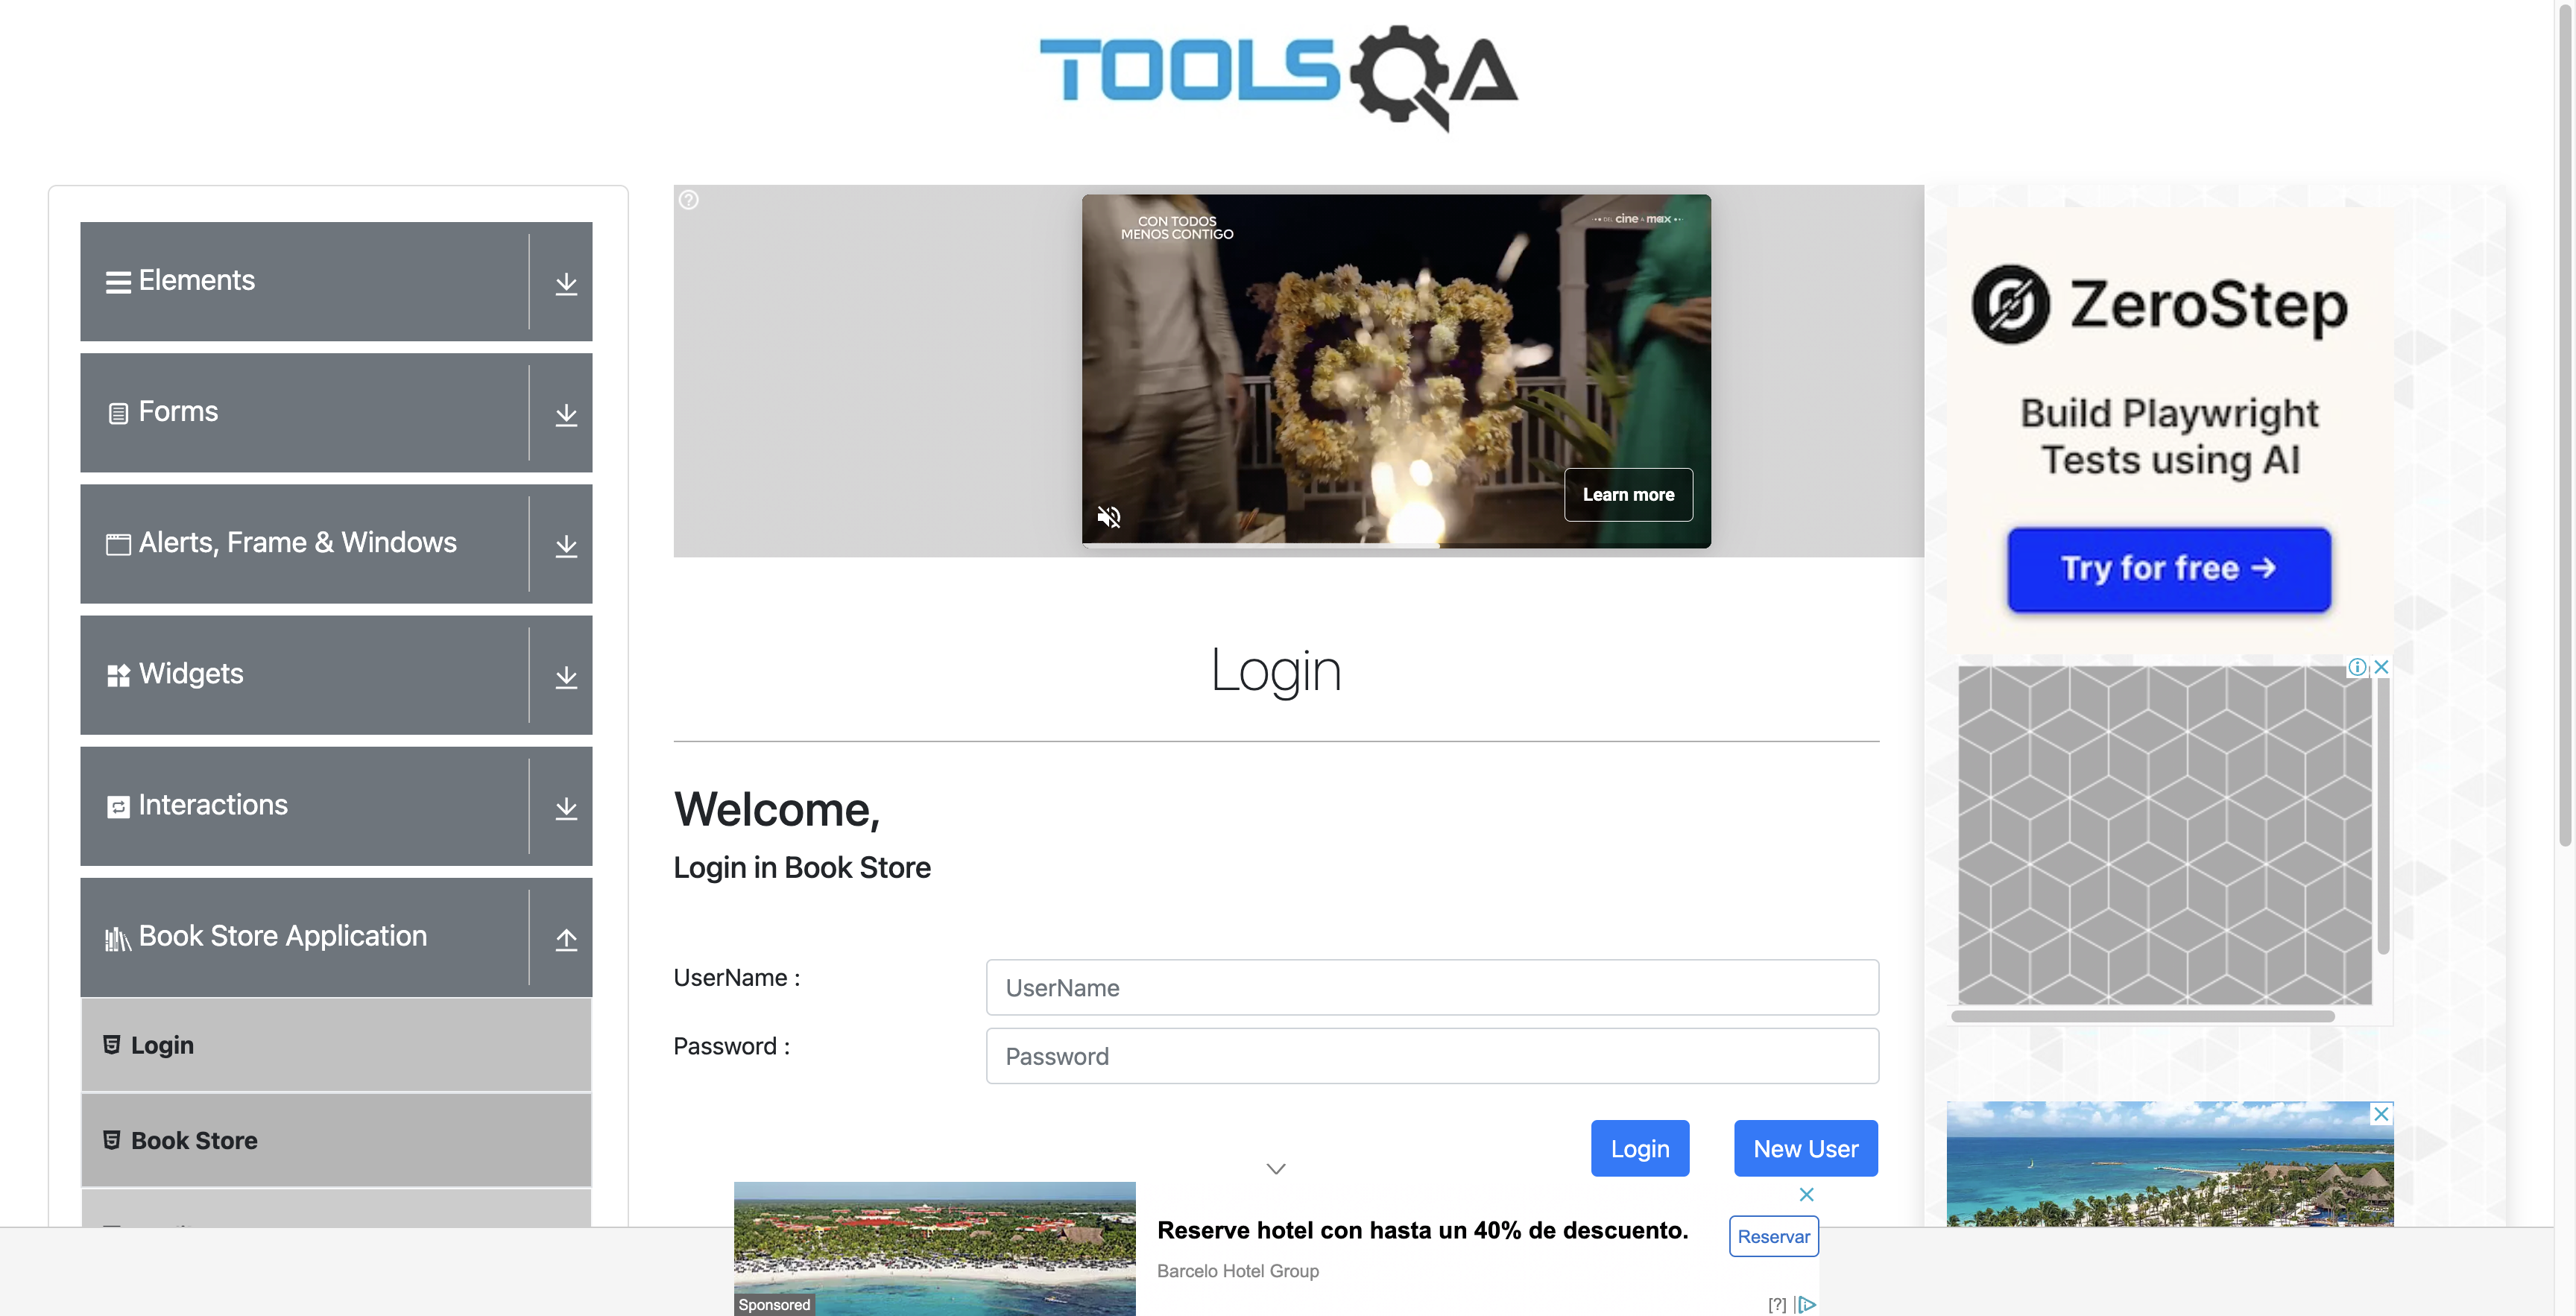 TOOLSQA
Elements
Forms
Alerts, Frame & Windows
Widgets
Interactions
Book Store Application
Login
Book Store
CON TODOS
MENOS CONTIGO
DEL cine A max
Learn more
Login
Welcome,
Login in Book Store
UserName :
UserName
Password :
Password
Login
New User
Reserve hotel con hasta un 40% de descuento.
Barcelo Hotel Group
Reservar
Sponsored
[?]
ZeroStep
Build Playwright
Tests using AI
Try for free →